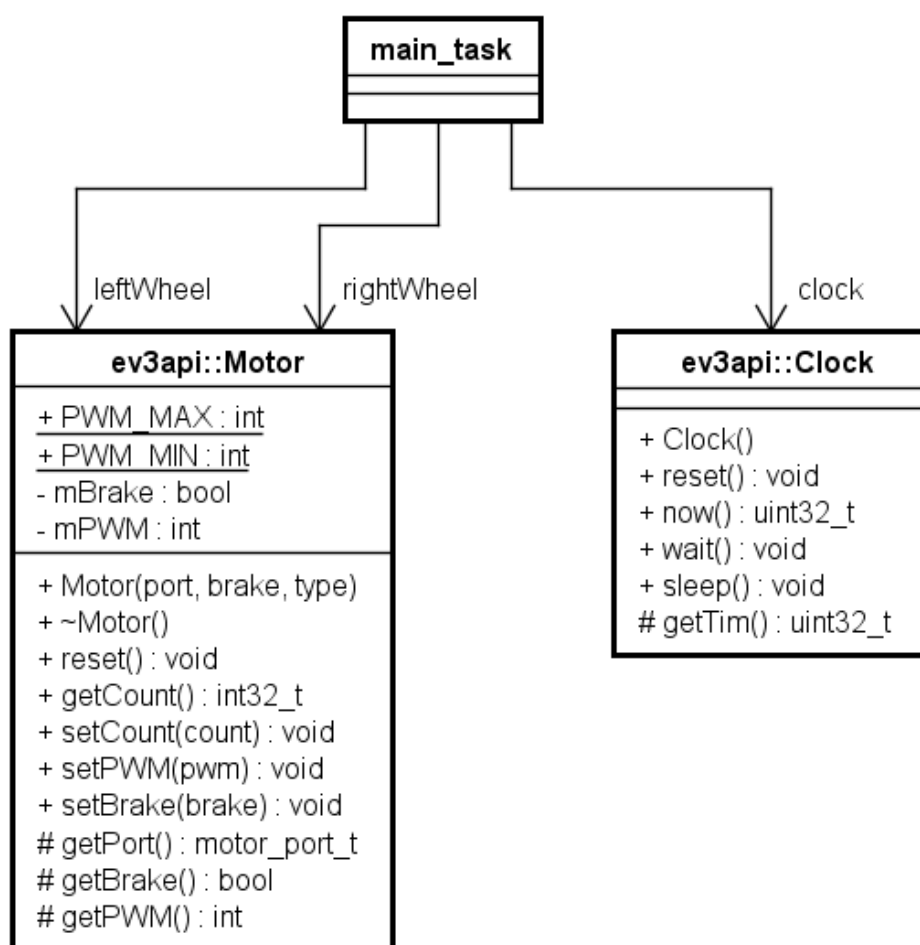 main_task
leftWheel
rightWheel
clock
ev3api::Motor
+ PWM_MAX : int
+ PWM_MIN : int
- mBrake : bool
- mPWM : int
+ Motor(port, brake, type)
+ ~Motor()
+ reset() : void
+ getCount() : int32_t
+ setCount(count) : void
+ setPWM(pwm) : void
+ setBrake(brake) : void
# getPort() : motor_port_t
# getBrake() : bool
# getPWM() : int
ev3api::Clock
+ Clock()
+ reset() : void
+ now() : uint32_t
+ wait() : void
+ sleep() : void
# getTim() : uint32_t